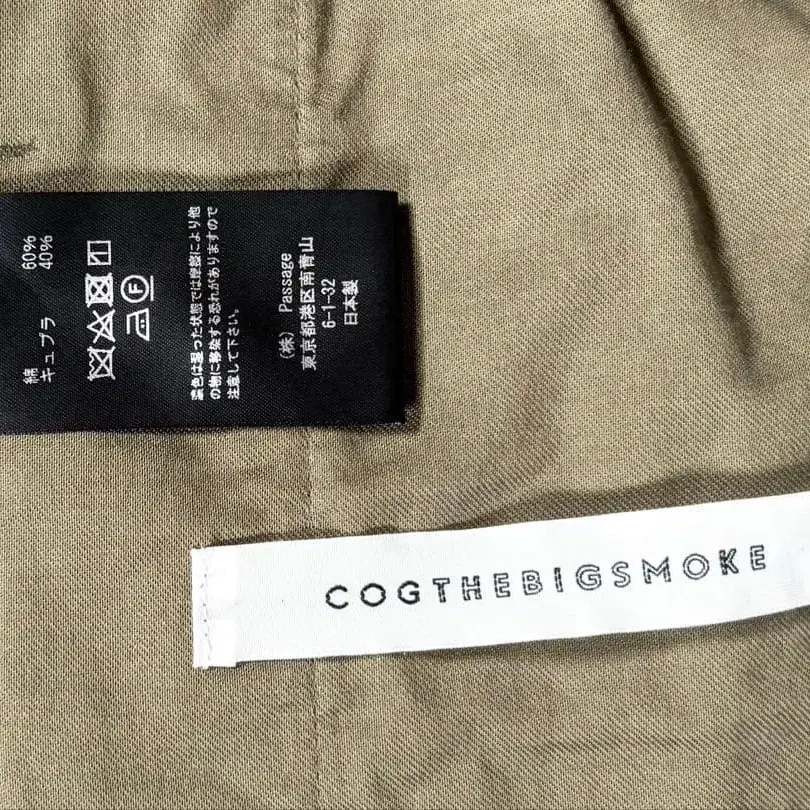 綿 60%
キュプラ 40%
F
濃色は湿った状態では摩擦により他
の物に移染する恐れがありますので
注意して下さい。
(株) Passage
東京都港区南青山
6-1-32
日本製
COGTHEBIGSMOKE